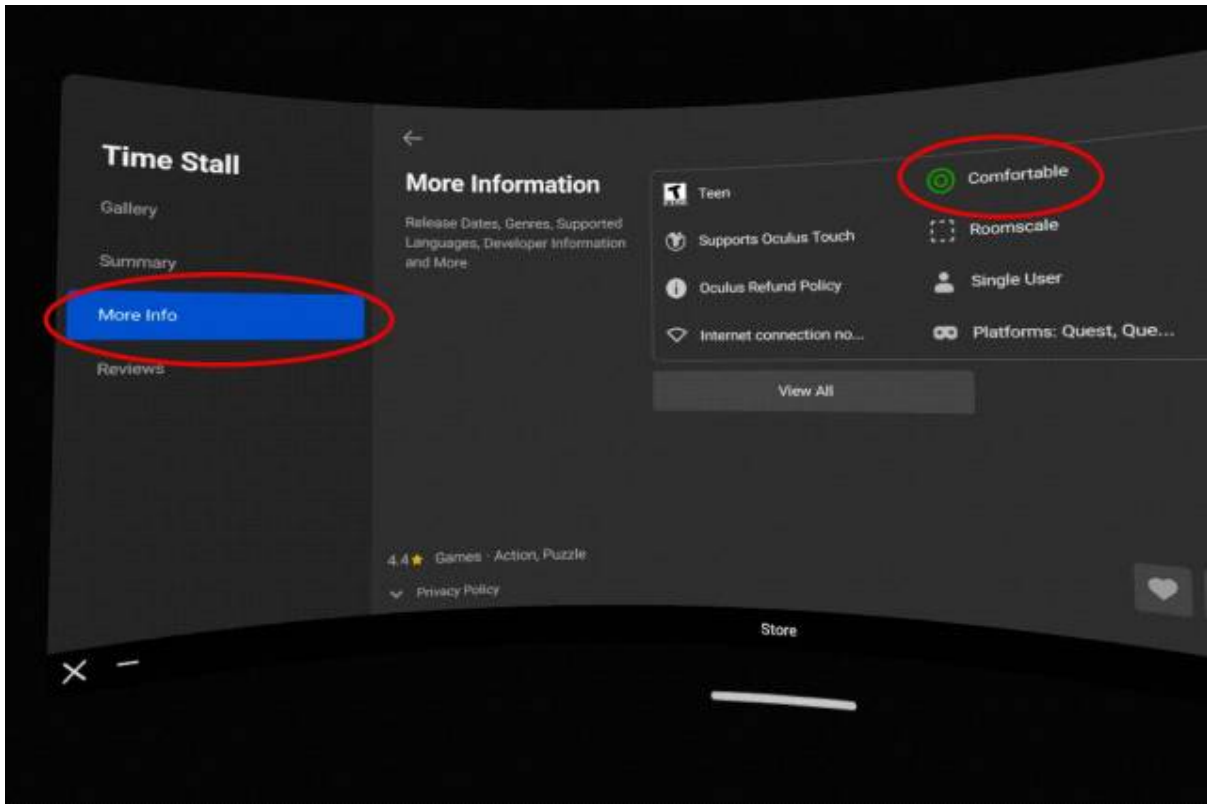 Time Stall
Gallery
Summary
More Info
Reviews
More Information
Release Dates, Genres, Supported
Languages, Developer Information
and More
T
Teen
Supports Oculus Touch
Oculus Refund Policy
Internet connection no...
Comfortable
Roomscale
Single User
Platforms: Quest, Que...
View All
4.4★ Games · Action, Puzzle
Privacy Policy
Store